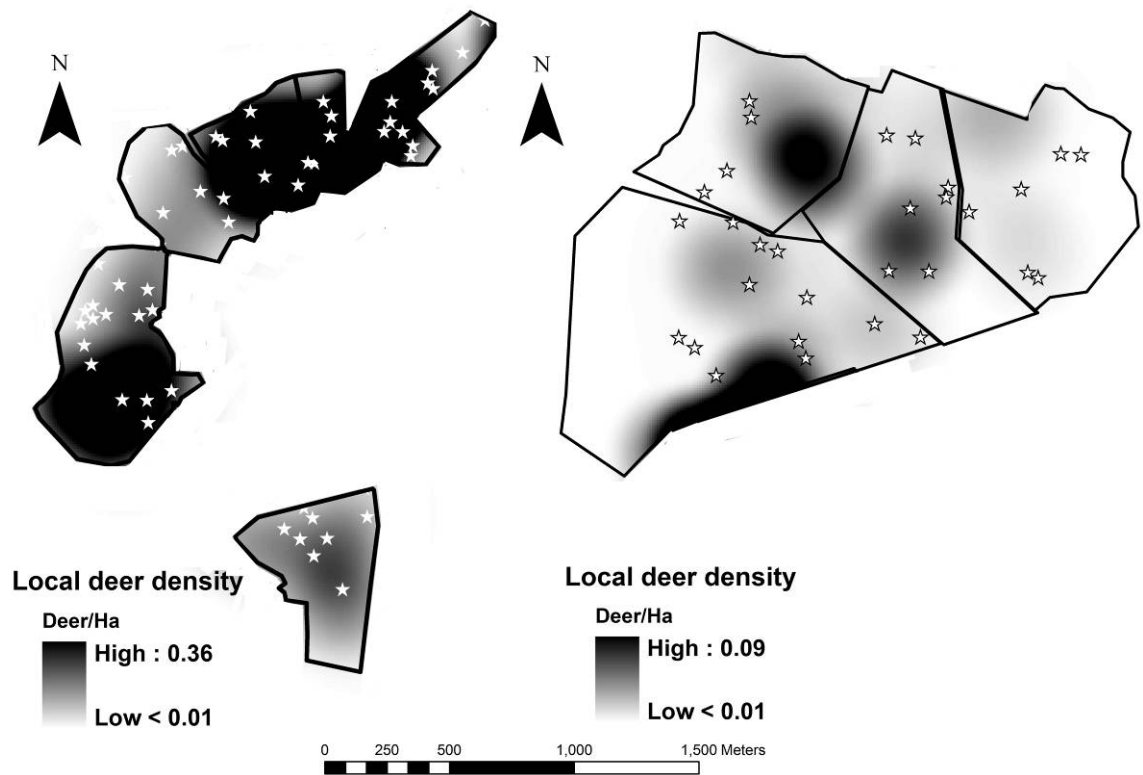 N
N
Local deer density
Deer/Ha
High : 0.36
Low < 0.01
Local deer density
Deer/Ha
High : 0.09
Low < 0.01
0 250 500 1,000 1,500 Meters